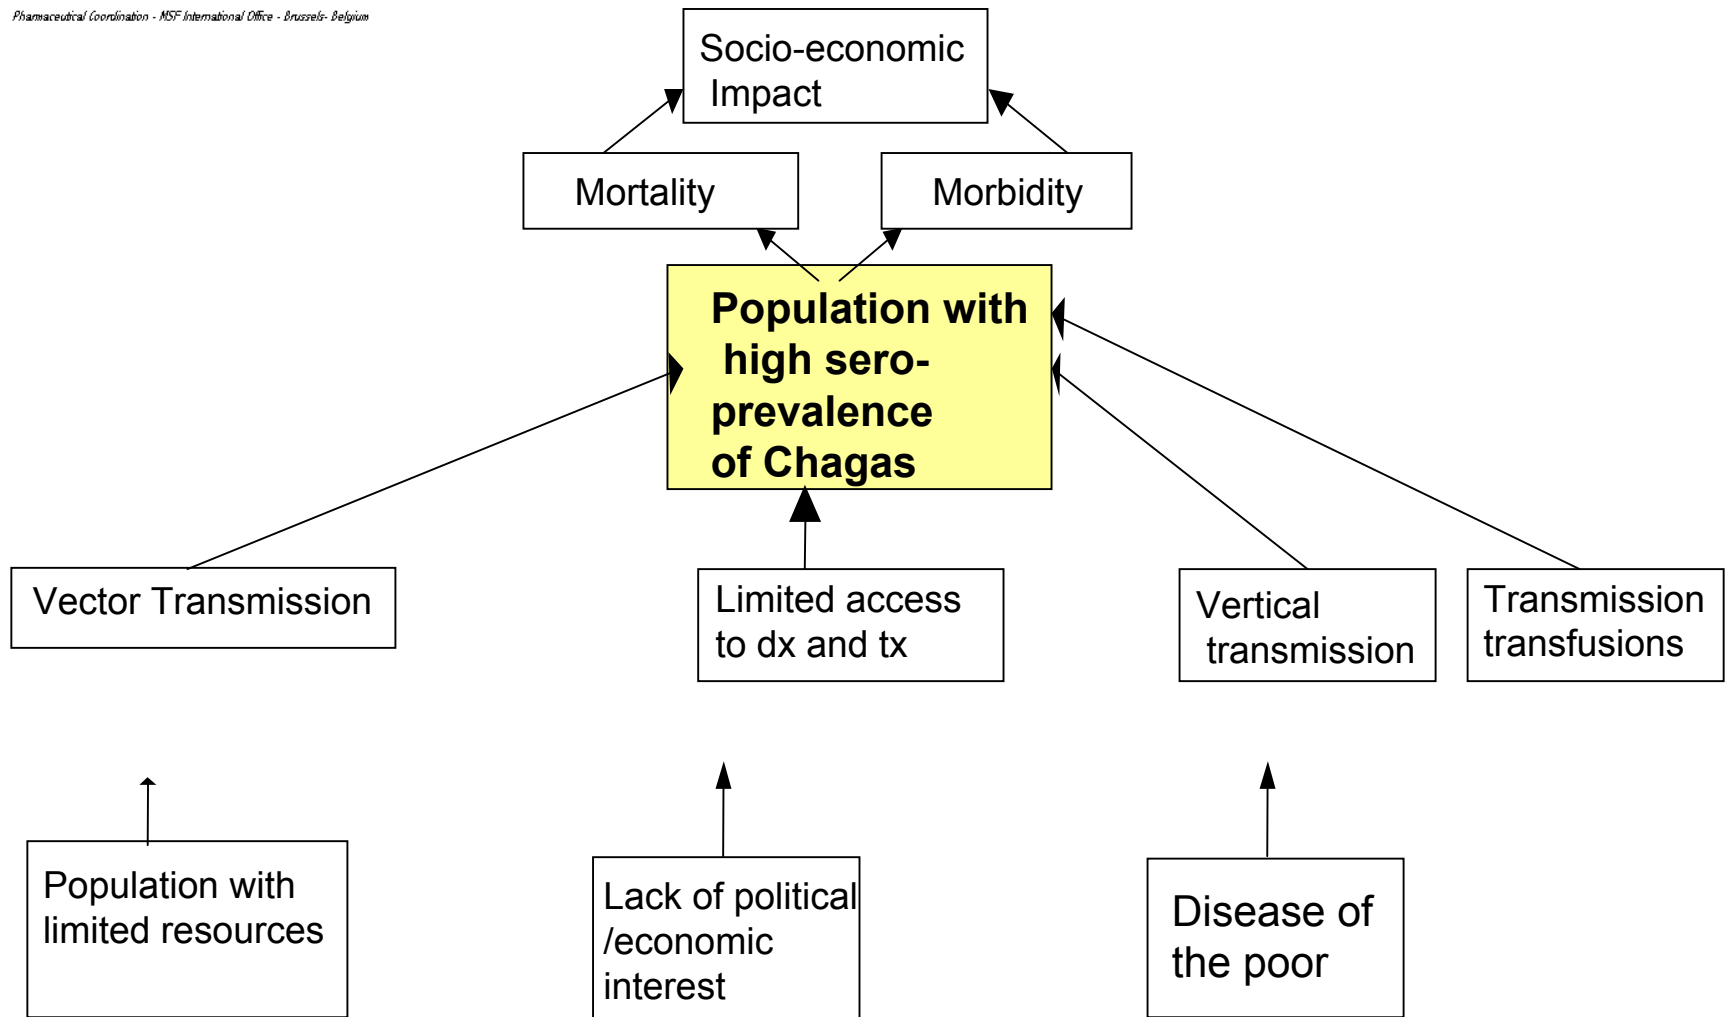 Pharmaceutical Coordination - MSF International Office - Brussels- Belgium
Socio-economic
Impact
Mortality
Morbidity
Population with
high sero-
prevalence
of Chagas
Vector Transmission
Limited access
to dx and tx
Vertical
transmission
Transmission
transfusions
Population with
limited resources
Lack of political
/economic
interest
Disease of
the poor